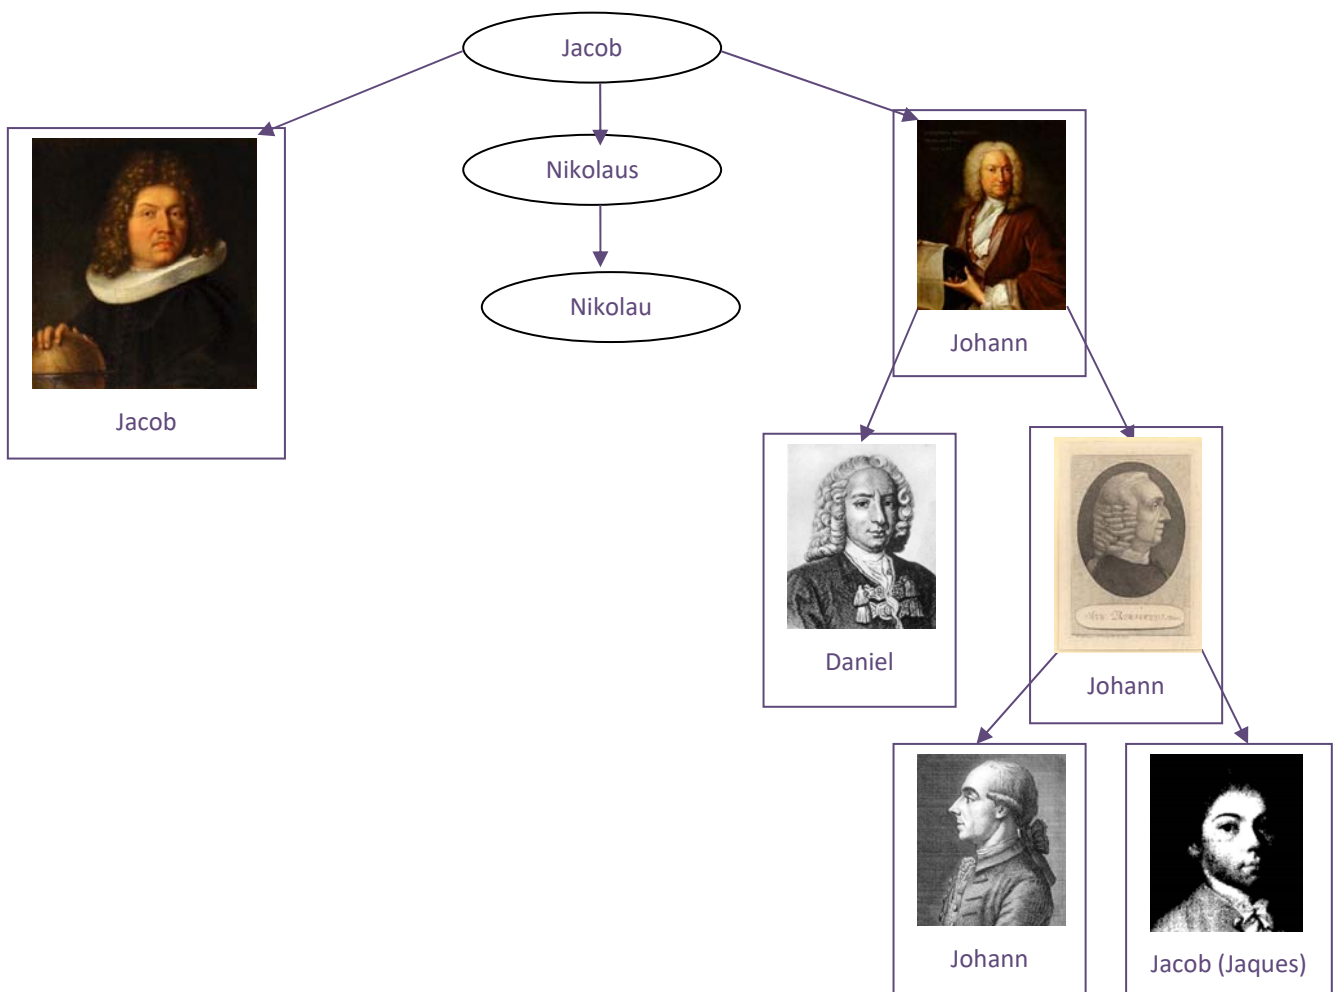 Jacob
Nikolaus
Nikolau
Johann
Jacob
Daniel
Johann
Johann
Jacob (Jaques)